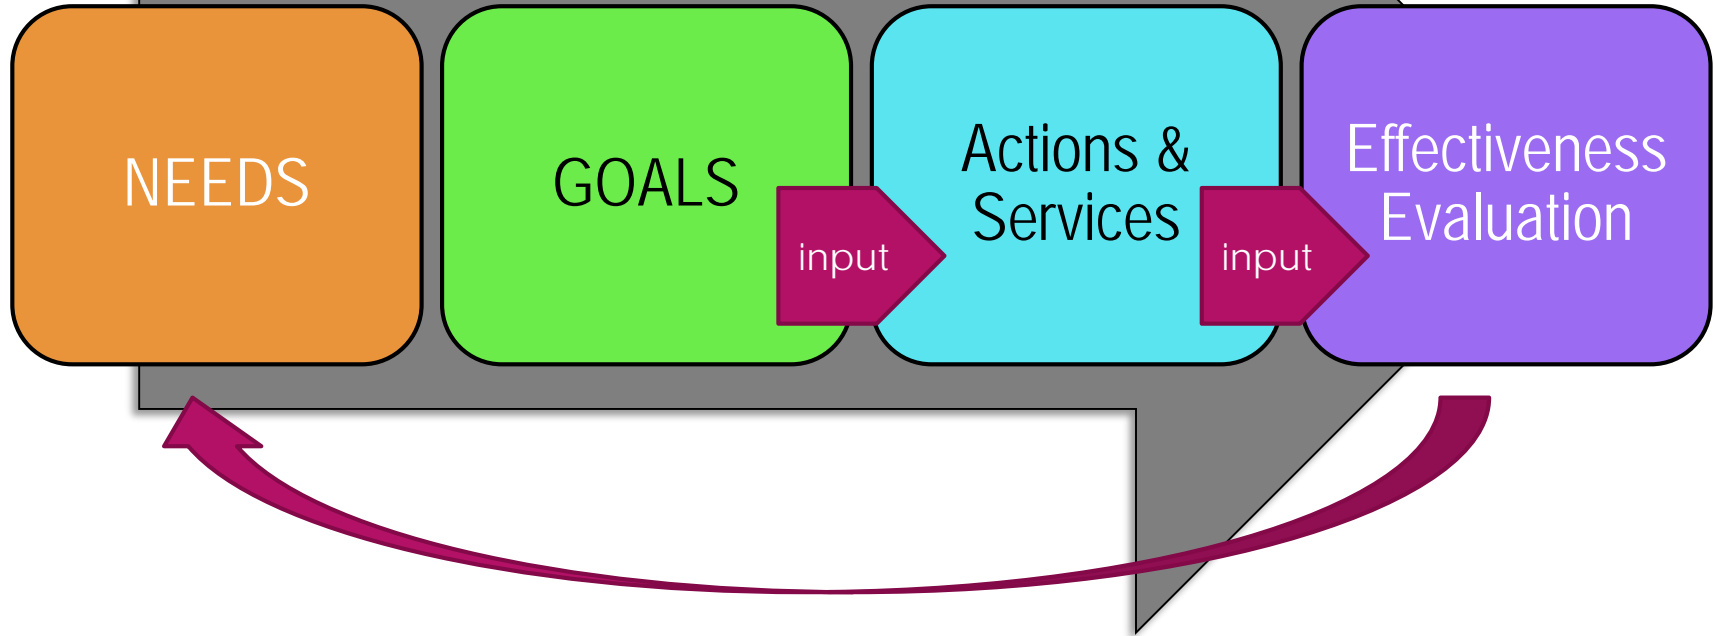 NEEDS
GOALS
input
Actions &
Services
input
Effectiveness
Evaluation